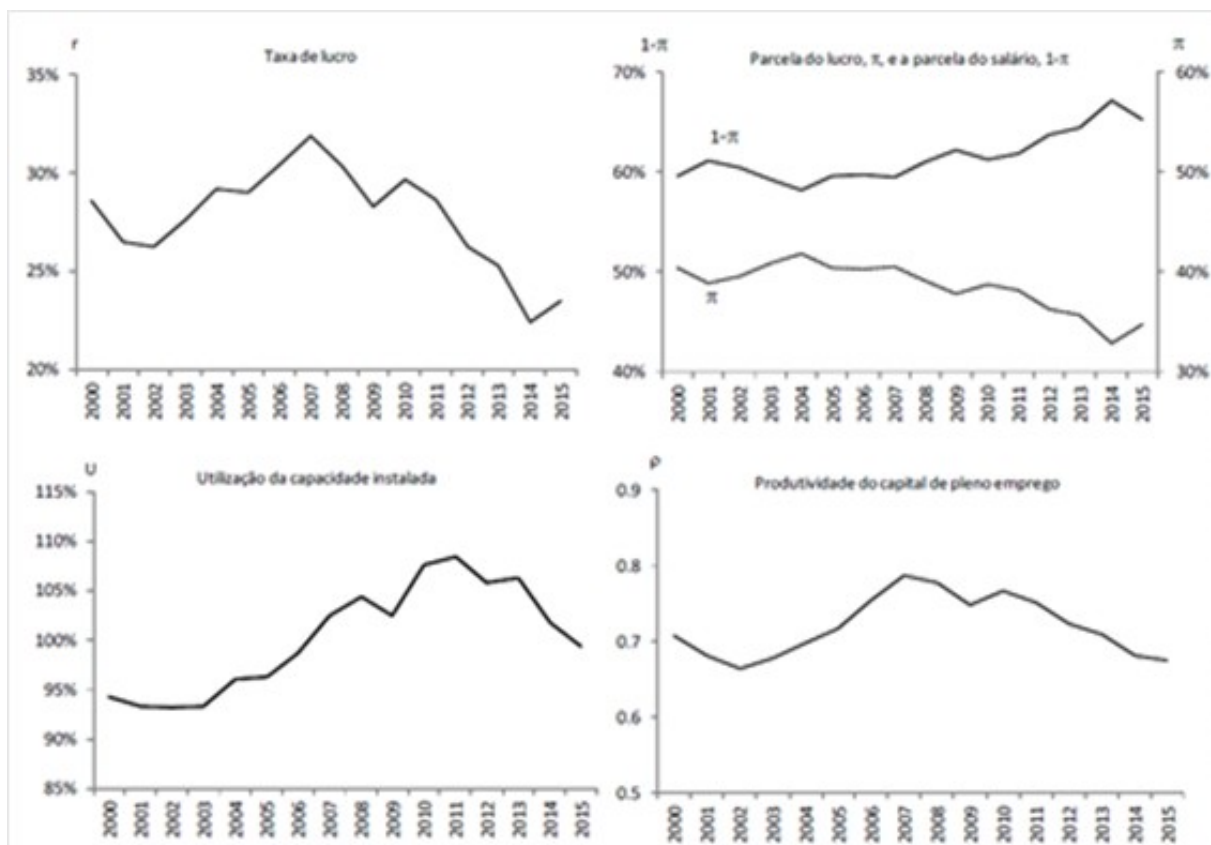 r
Taxa de lucro
35%
30%
25%
20%
2000 2001 2002 2003 2004 2005 2006 2007 2008 2009 2010 2011 2012 2013 2014 2015
1-π
π
Parcela do lucro, π, e a parcela do salário, 1-π
70%
60%
50%
40%
60%
50%
40%
30%
1-π
π
2000 2001 2002 2003 2004 2005 2006 2007 2008 2009 2010 2011 2012 2013 2014 2015
U
Utilização da capacidade instalada
115%
110%
105%
100%
95%
90%
85%
2000 2001 2002 2003 2004 2005 2006 2007 2008 2009 2010 2011 2012 2013 2014 2015
ρ
Produtividade do capital de pleno emprego
0.9
0.8
0.7
0.6
0.5
2000 2001 2002 2003 2004 2005 2006 2007 2008 2009 2010 2011 2012 2013 2014 2015